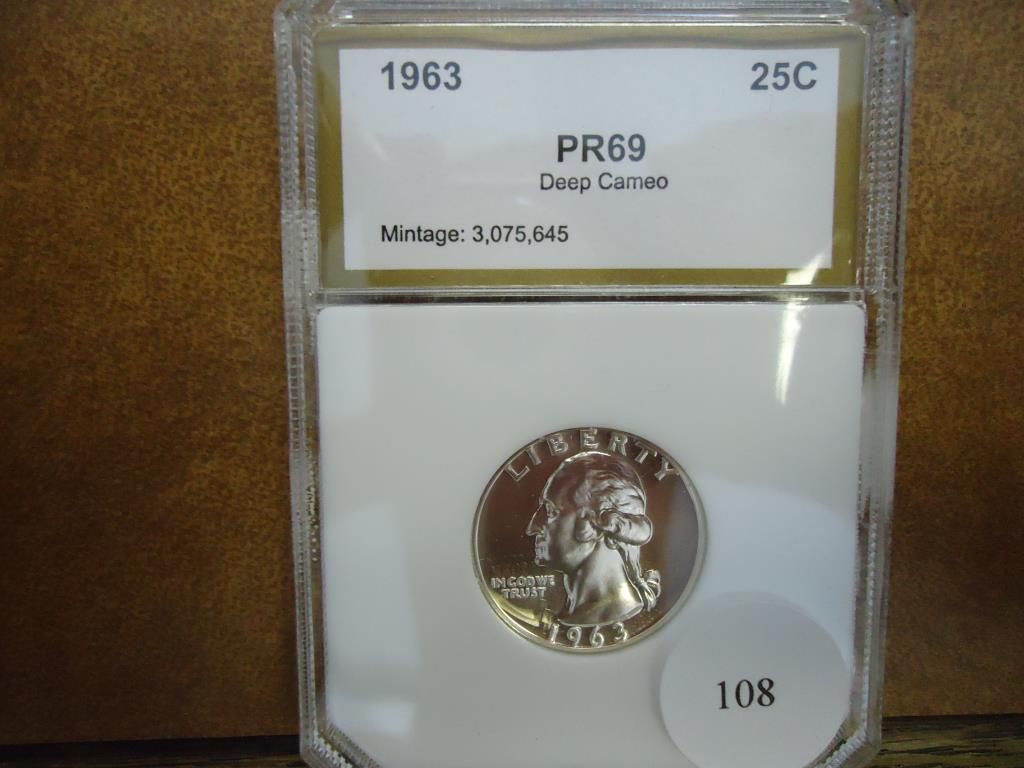 1963 25C
PR69
Deep Cameo
Mintage: 3,075,645
LIBERTY
IN GOD WE
TRUST
1963
108